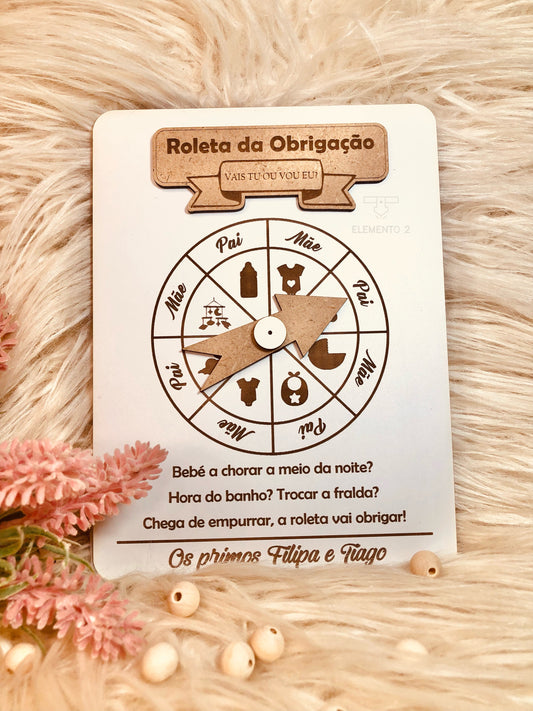 Roleta da Obrigação
VAIS TU OU VOU EU?
ELEMENTO 2
Pai
Mãe
Pai
Mãe
Pai
Mãe
Pai
Mãe
Bebé a chorar a meio da noite?
Hora do banho? Trocar a fralda?
Chega de empurrar, a roleta vai obrigar!
Os primos Filipa e Tiago